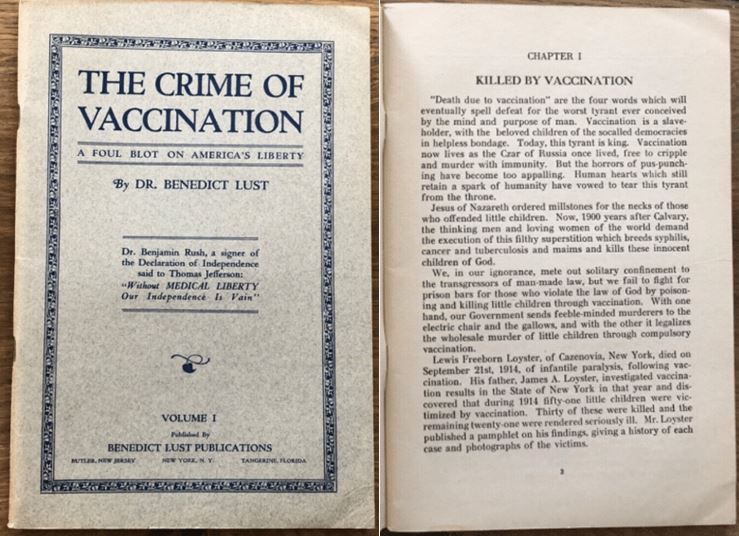 THE CRIME OF
VACCINATION
A FOUL BLOT ON AMERICA'S LIBERTY
By DR. BENEDICT LUST
Dr. Benjamin Rush, a signer of
the Declaration of Independence
said to Thomas Jefferson:
"Without MEDICAL LIBERTY
Our Independence Is Vain"
VOLUME I
Published By
BENEDICT LUST PUBLICATIONS
BUTLER, NEW JERSEY NEW YORK, N. Y. TANGERINE, FLORIDA
CHAPTER I
KILLED BY VACCINATION
"Death due to vaccination" are the four words which will
eventually spell defeat for the worst tyrant ever conceived
by the mind and purpose of man. Vaccination is a slave-
holder, with the beloved children of the socalled democracies
in helpless bondage. Today, this tyrant is king. Vaccination
now lives as the Czar of Russia once lived, free to cripple
and murder with immunity. But the horrors of pus-punch-
ing have become too appalling. Human hearts which still
retain a spark of humanity have vowed to tear this tyrant
from the throne.
Jesus of Nazareth ordered millstones for the necks of those
who offended little children. Now, 1900 years after Calvary,
the thinking men and loving women of the world demand
the execution of this filthy superstition which breeds syphilis,
cancer and tuberculosis and maims and kills these innocent
children of God.
We, in our ignorance, mete out solitary confinement to
the transgressors of man-made law, but we fail to fight for
prison bars for those who violate the law of God by poison-
ing and killing little children through vaccination. With one
hand, our Government sends feeble-minded murderers to the
electric chair and the gallows, and with the other it legalizes
the wholesale murder of little children through compulsory
vaccination.
Lewis Freeborn Loyster, of Cazenovia, New York, died on
September 21st, 1914, of infantile paralysis, following vac-
cination. His father, James A. Loyster, investigated vaccina-
tion results in the State of New York in that year and dis-
covered that during 1914 fifty-one little children were vic-
timized by vaccination. Thirty of these were killed and the
remaining twenty-one were rendered seriously ill. Mr. Loyster
published a pamphlet on his findings, giving a history of each
case and photographs of the victims.
3